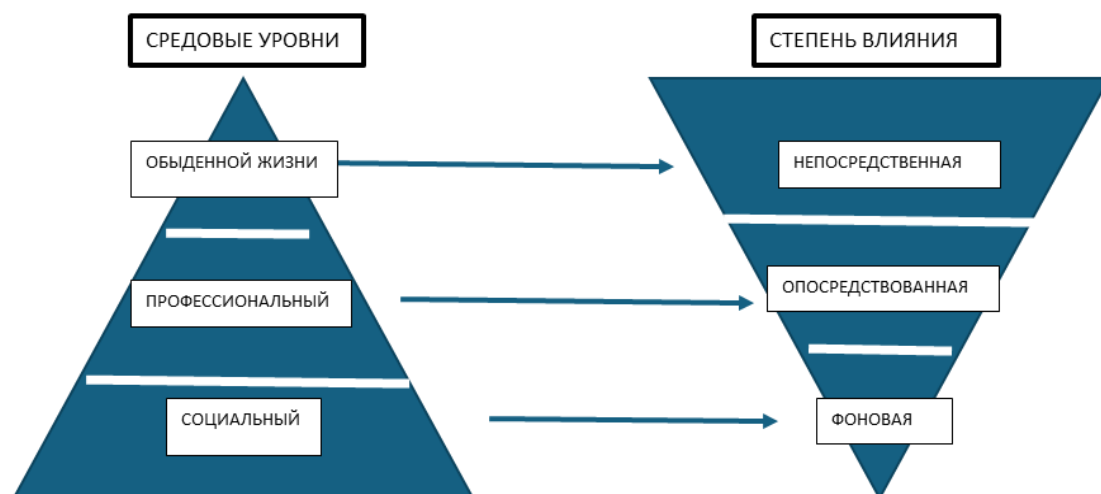 СРЕДОВЫЕ УРОВНИ
СТЕПЕНЬ ВЛИЯНИЯ
ОБЫДЕННОЙ ЖИЗНИ
НЕПОСРЕДСТВЕННАЯ
ПРОФЕССИОНАЛЬНЫЙ
ОПОСРЕДСТВОВАННАЯ
СОЦИАЛЬНЫЙ
ФОНОВАЯ